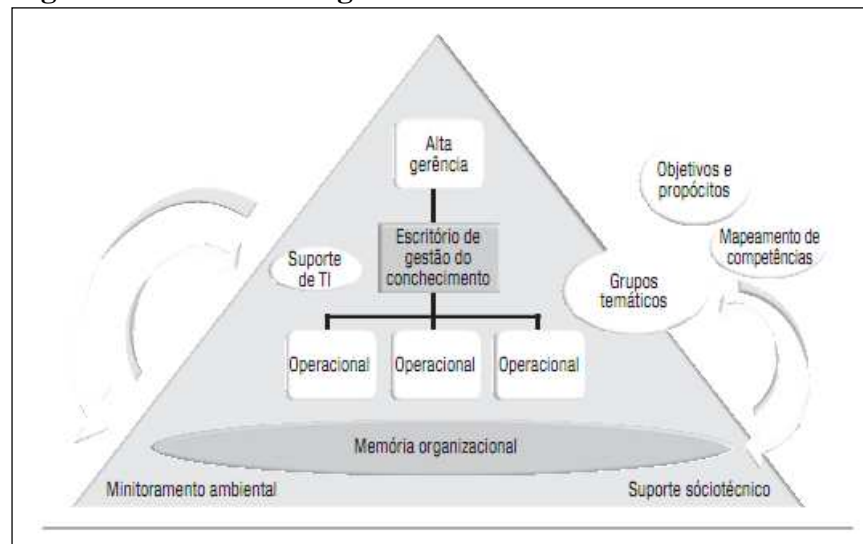 Alta
gerência
Objetivos e
propócitos
Escritório de
gestão do
conchecimento
Mapeamento de
competências
Suporte
de TI
Grupos
temáticos
Operacional
Operacional
Operacional
Memória organizacional
Minitoramento ambiental
Suporte sóciotécnico